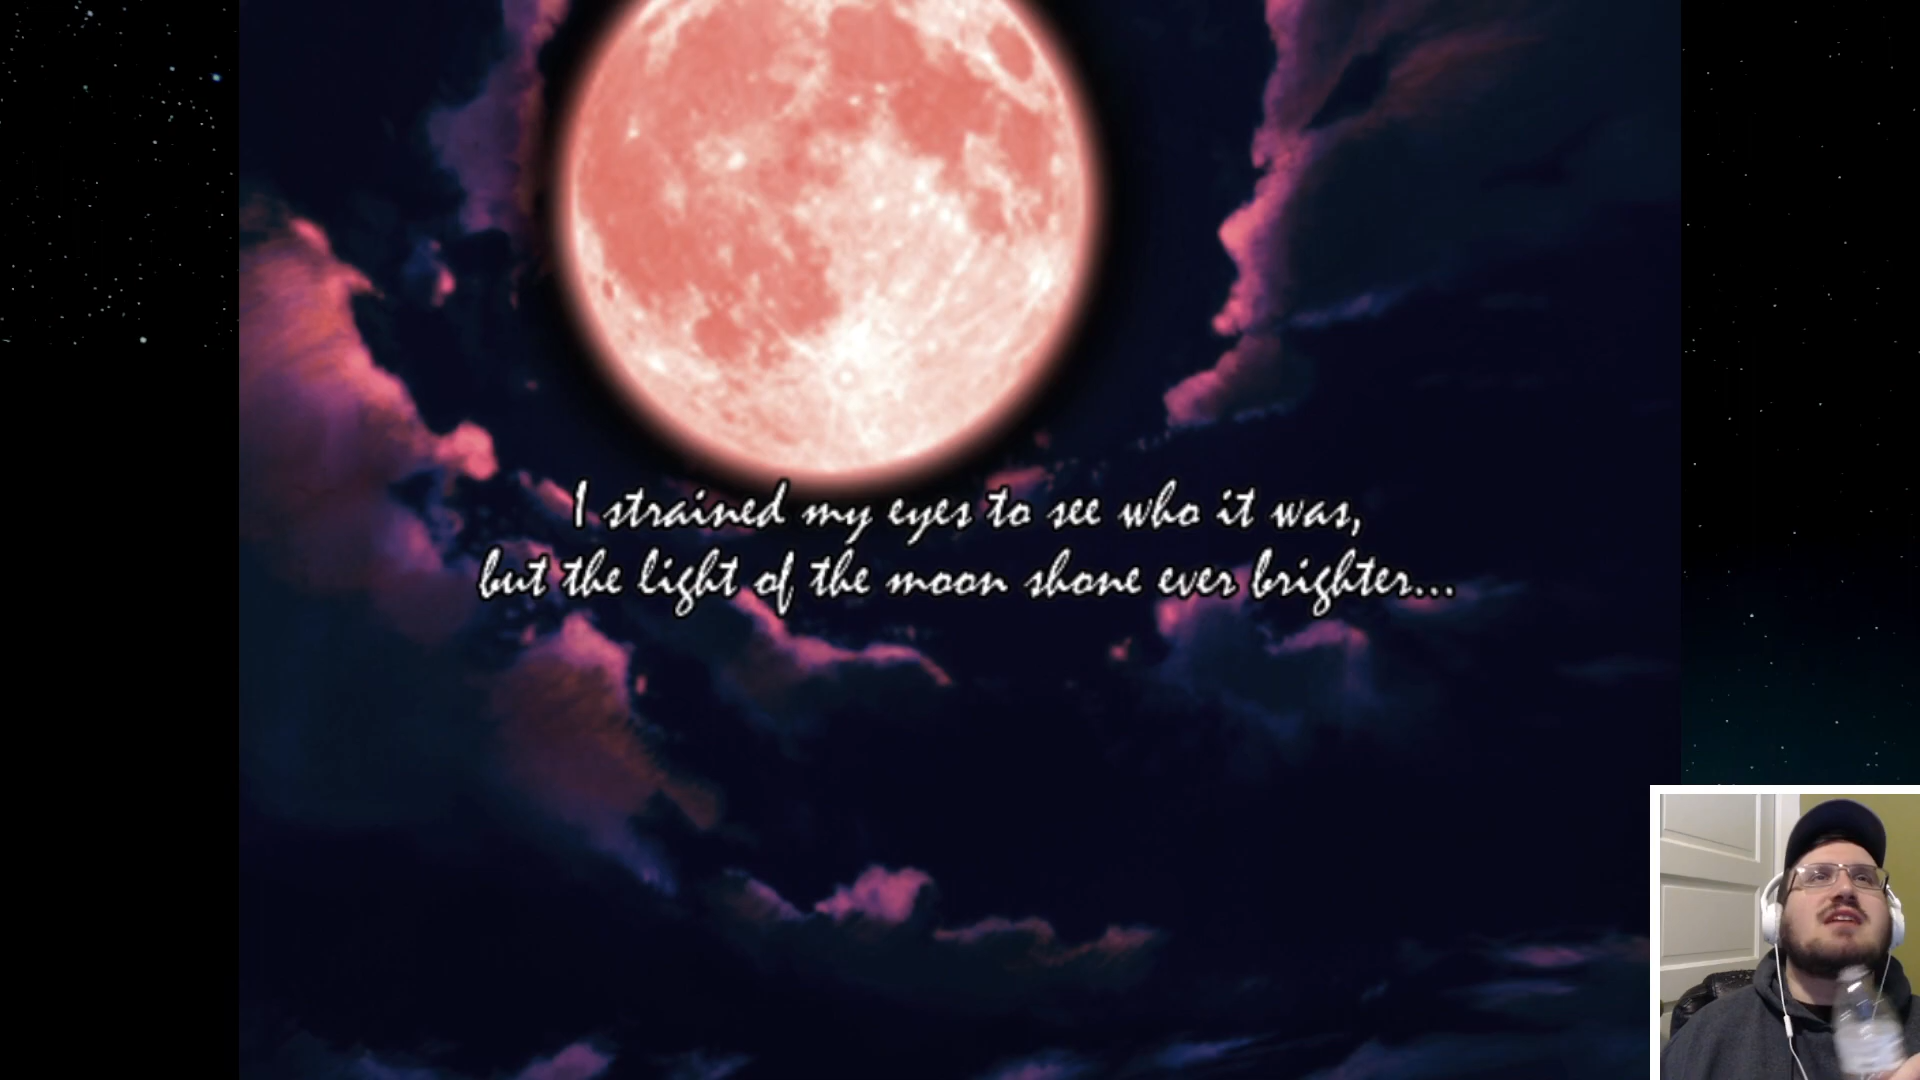 I strained my eyes to see who it was,
but the light of the moon shone ever brighter...